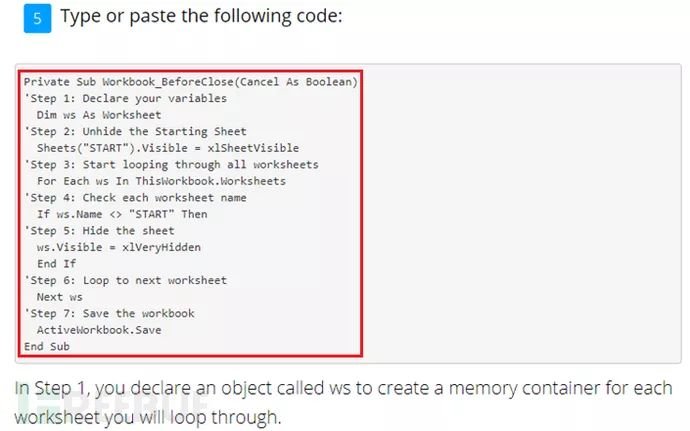 5 Type or paste the following code:
Private Sub Workbook_BeforeClose(Cancel As Boolean)
'Step 1: Declare your variables
Dim ws As Worksheet
'Step 2: Unhide the Starting Sheet
Sheets("START").Visible = xlSheetVisible
'Step 3: Start looping through all worksheets
For Each ws In ThisWorkbook.Worksheets
'Step 4: Check each worksheet name
If ws.Name <> "START" Then
'Step 5: Hide the sheet
ws.Visible = xlVeryHidden
End If
'Step 6: Loop to next worksheet
Next ws
'Step 7: Save the workbook
ActiveWorkbook.Save
End Sub
In Step 1, you declare an object called ws to create a memory container for each
worksheet you will loop through.